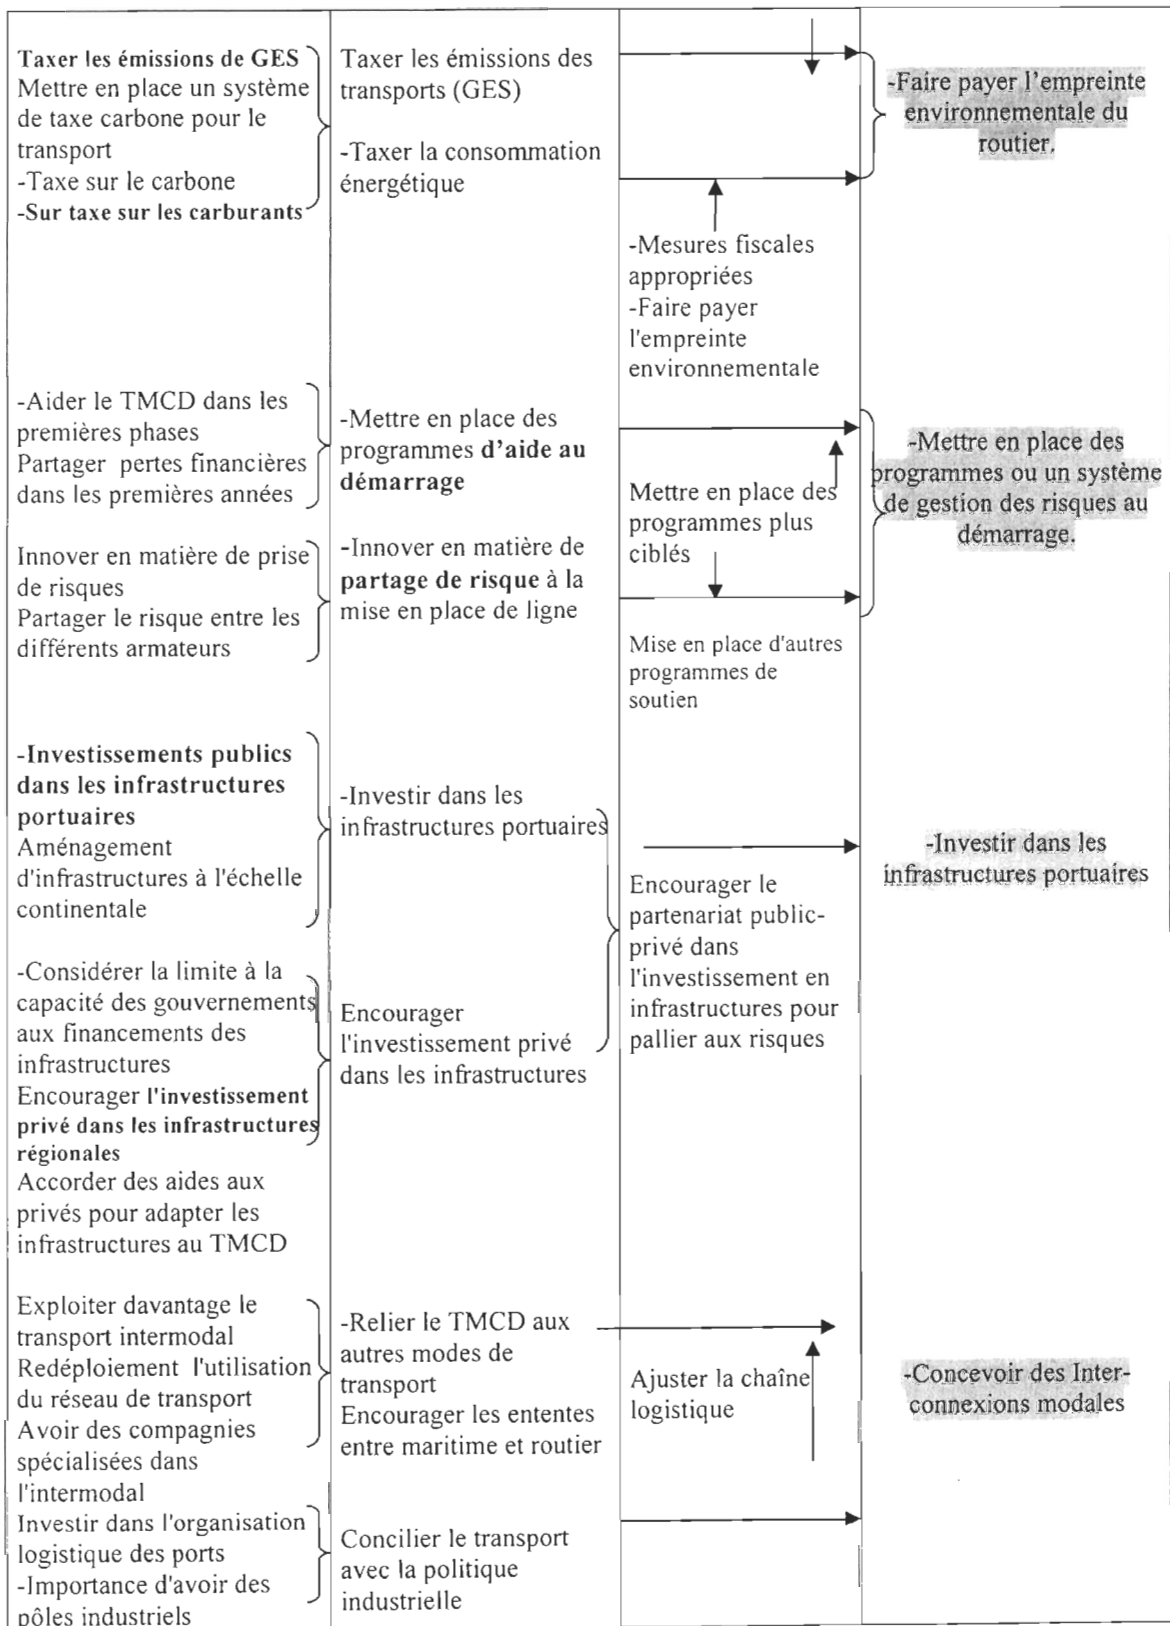 Taxer les émissions de GES
Mettre en place un système
de taxe carbone pour le
transport
-Taxe sur le carbone
-Sur taxe sur les carburants
-Aider le TMCD dans les
premières phases
Partager pertes financières
dans les premières années
Innover en matière de prise
de risques
Partager le risque entre les
différents armateurs
-Investissements publics
dans les infrastructures
portuaires
Aménagement
d'infrastructures à l'échelle
continentale
-Considérer la limite à la
capacité des gouvernements
aux financements des
infrastructures
Encourager l'investissement
privé dans les infrastructures
régionales
Accorder des aides aux
privés pour adapter les
infrastructures au TMCD
Exploiter davantage le
transport intermodal
Redéploiement l'utilisation
du réseau de transport
Avoir des compagnies
spécialisées dans
l'intermodal
Investir dans l'organisation
logistique des ports
-Importance d'avoir des
pôles industriels
Taxer les émissions des
transports (GES)
-Taxer la consommation
énergétique
-Mettre en place des
programmes d'aide au
démarrage
-Innover en matière de
partage de risque à la
mise en place de ligne
-Investir dans les
infrastructures portuaires
Encourager
l'investissement privé
dans les infrastructures
-Relier le TMCD aux
autres modes de
transport
Encourager les ententes
entre maritime et routier
Concilier le transport
avec la politique
industrielle
-Mesures fiscales
appropriées
-Faire payer
l'empreinte
environnementale
Mettre en place des
programmes plus
ciblés
Mise en place d'autres
programmes de
soutien
Encourager le
partenariat public-
privé dans
l'investissement en
infrastructures pour
pallier aux risques
Ajuster la chaîne
logistique
-Faire payer l'empreinte
environnementale du
routier.
-Mettre en place des
programmes ou un système
de gestion des risques au
démarrage.
-Investir dans les
infrastructures portuaires
-Concevoir des Inter-
connexions modales